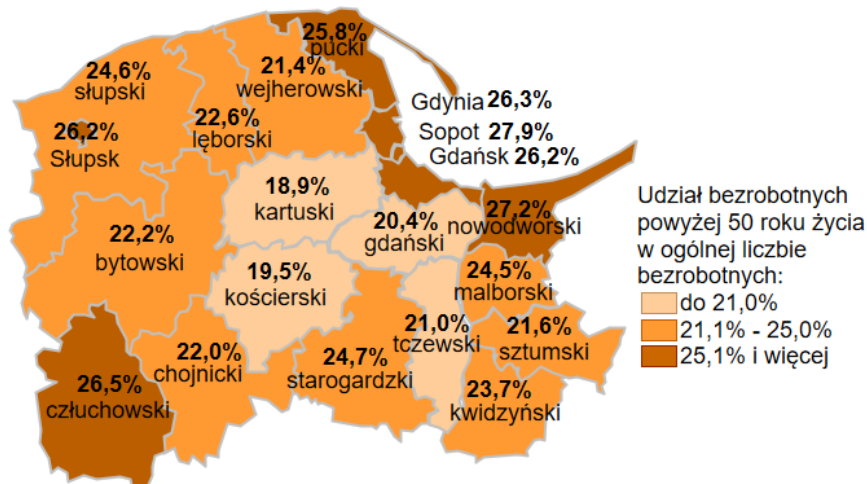 25,8%
pucki
24,6%
słupski
21,4%
wejherowski
Gdynia 26,3%
Sopot 27,9%
Gdańsk 26,2%
22,6%
lęborski
26,2%
Słupsk
18,9%
kartuski
20,4%
gdański
27,2%
nowodworski
22,2%
bytowski
19,5%
kościerski
24,5%
malborski
21,0%
tczewski
21,6%
sztumski
22,0%
chojnicki
24,7%
starogardzki
26,5%
człuchowski
23,7%
kwidzyński
Udział bezrobotnych
powyżej 50 roku życia
w ogólnej liczbie
bezrobotnych:
do 21,0%
21,1% - 25,0%
25,1% i więcej